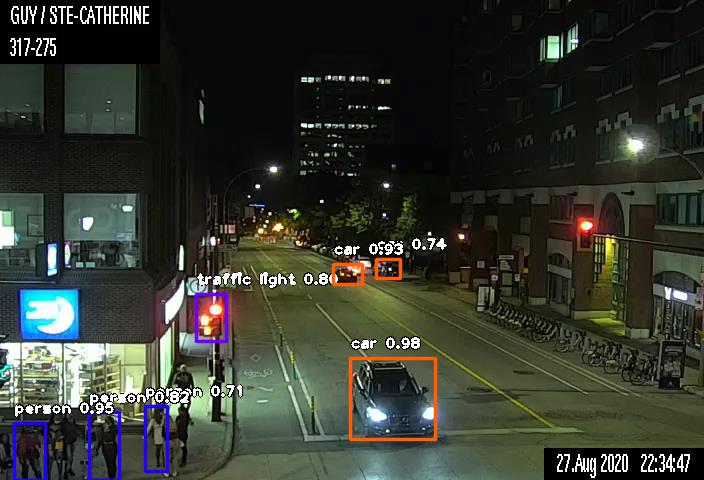 GUY / STE-CATHERINE
317-275
car 0.93
0.74
traffic light 0.8
car 0.98
person 0.71
person 0.82
person 0.95
27.Aug 2020 22:34:47